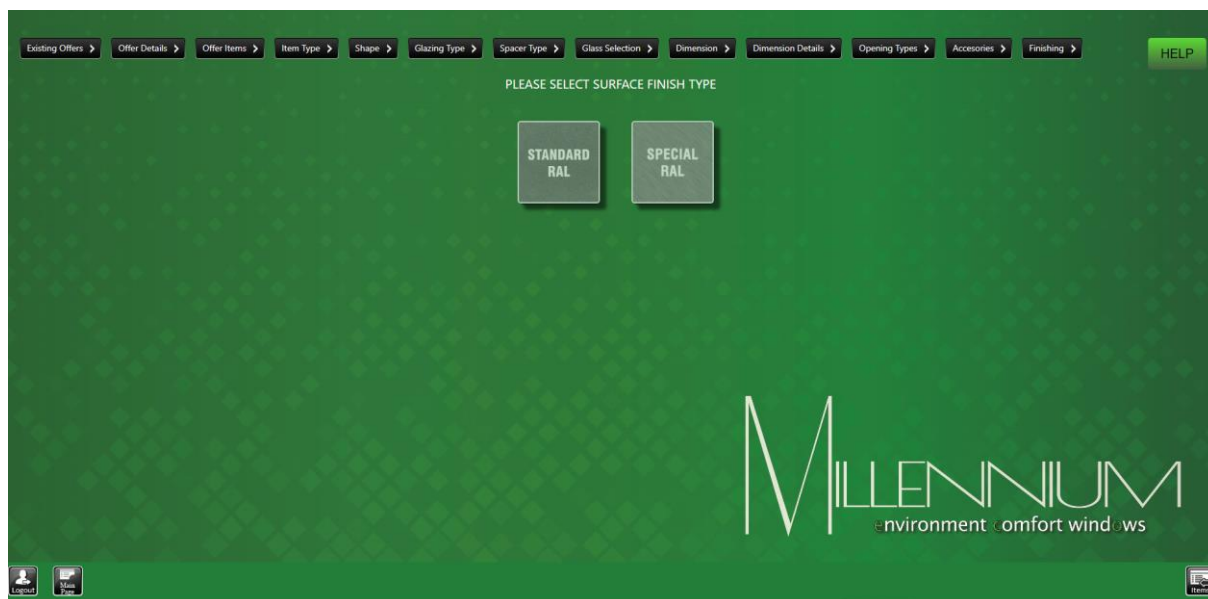 Existing Offers Offer Details Offer Items Item Type Shape Glazing Type Spacer Type Glass Selection Dimension Dimension Details Opening Types Accesories Finishing
HELP
PLEASE SELECT SURFACE FINISH TYPE
STANDARD
RAL
SPECIAL
RAL
MILLENNIUM
environment comfort windows
Logout
Main
Page
Items